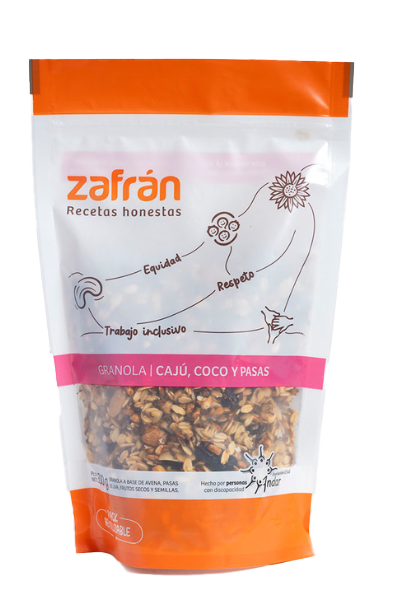 zafrán
Recetas honestas
Equidad
Respeto
Trabajo inclusivo
GRANOLA | CAJÚ, COCO Y PASAS
GRANOLA A BASE DE AVENA, PASAS
DE UVA, FRUTOS SECOS Y SEMILLAS.
Hecho por personas
con discapacidad
Andar